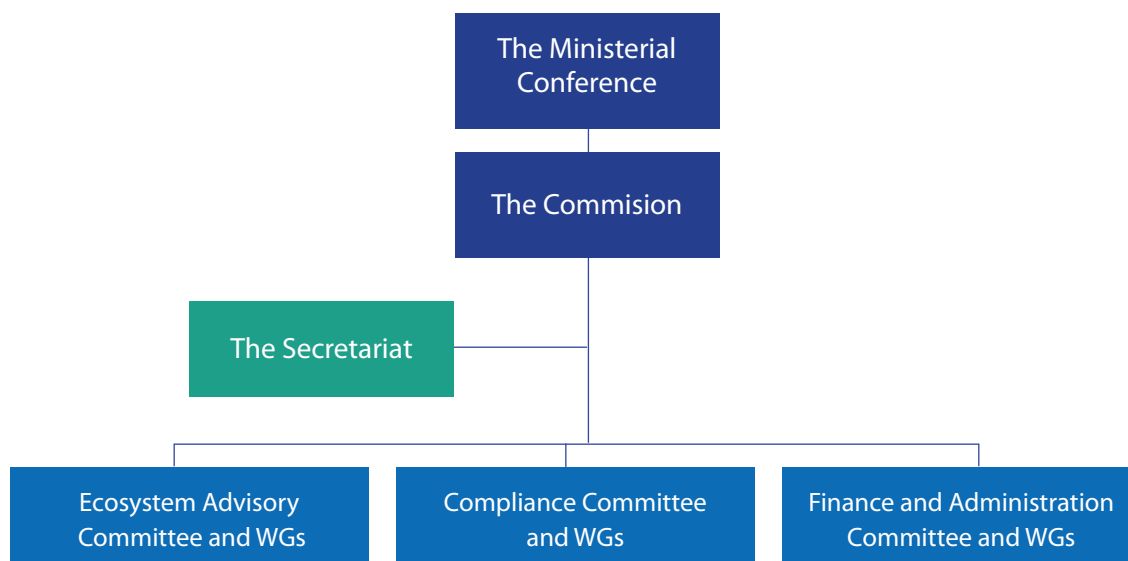 The Ministerial
Conference
The Commision
The Secretariat
Ecosystem Advisory
Committee and WGs
Compliance Committee
and WGs
Finance and Administration
Committee and WGs